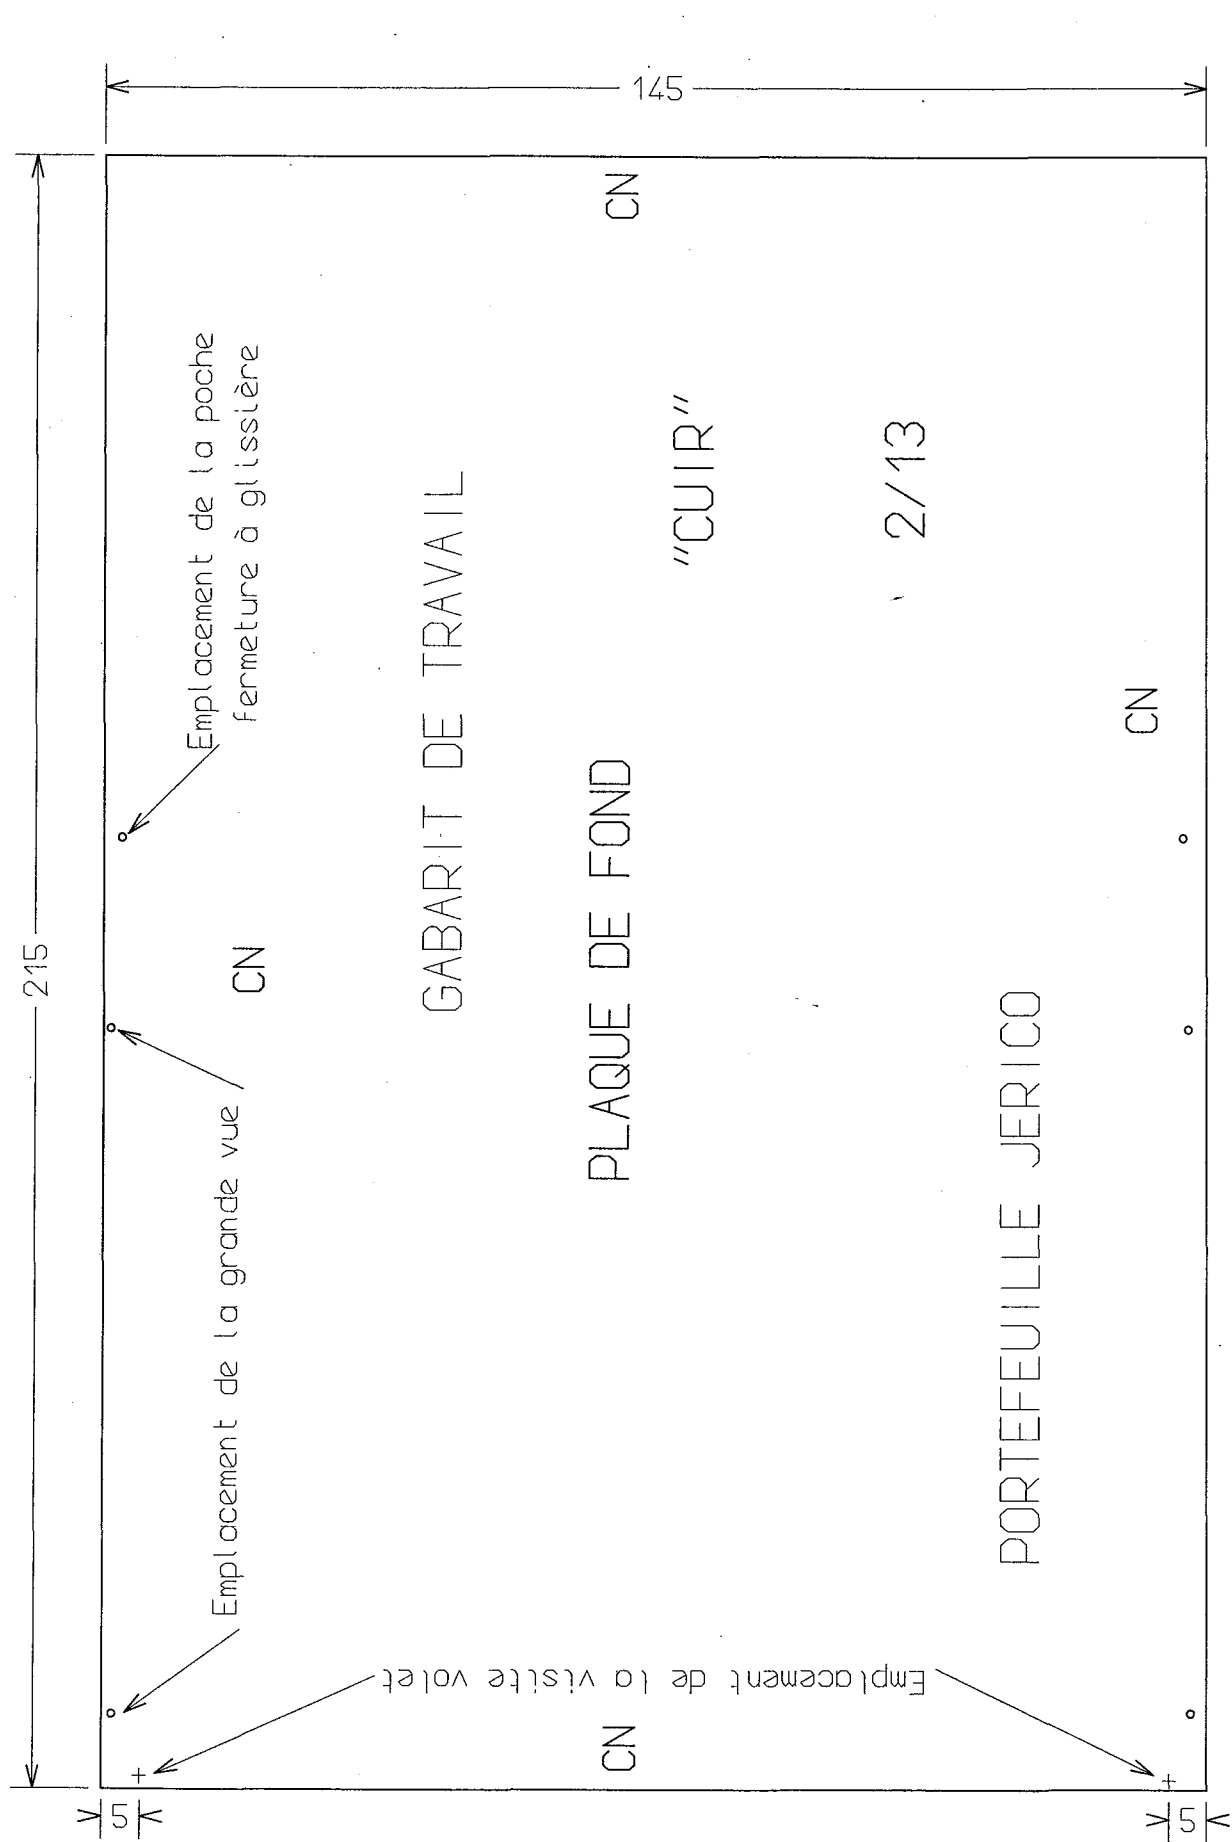 215
145
Emplacement de la grande vue
Emplacement de la poche
fermeture à glissière
CN
GABARIT DE TRAVAIL
PLAQUE DE FOND
CN
CN
"CUIR"
2/13
PORTEFEUILLE JERICO
CN
Emplacement de la visite volet
5
5